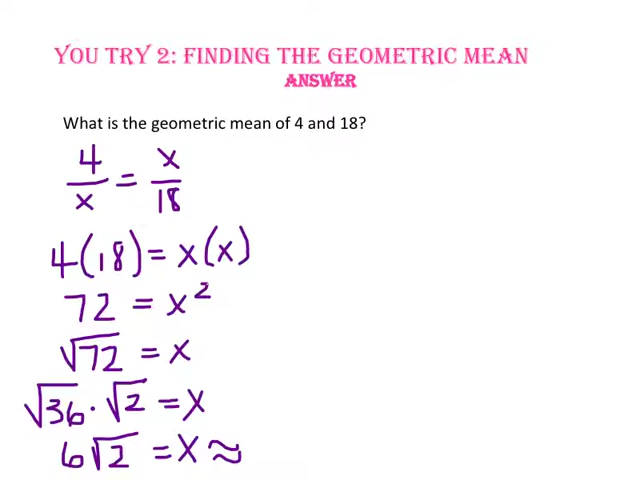 YOU TRY 2: FINDING THE GEOMETRIC MEAN
ANSWER
What is the geometric mean of 4 and 18?
4/x = x/18
4(18) = x(x)
72 = x²
√72 = x
√36 · √2 = x
6√2 = x ≈